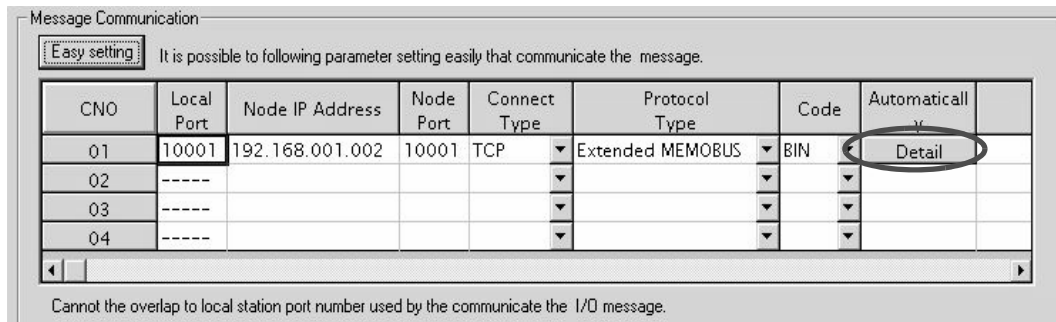 Message Communication
Easy setting It is possible to following parameter setting easily that communicate the message.
CNO Local Port Node IP Address Node Port Connect Type Protocol Type Code Automaticall y
01 10001 192.168.001.002 10001 TCP Extended MEMOBUS BIN Detail
02 -----
03 -----
04 -----
Cannot the overlap to local station port number used by the communicate the I/O message.